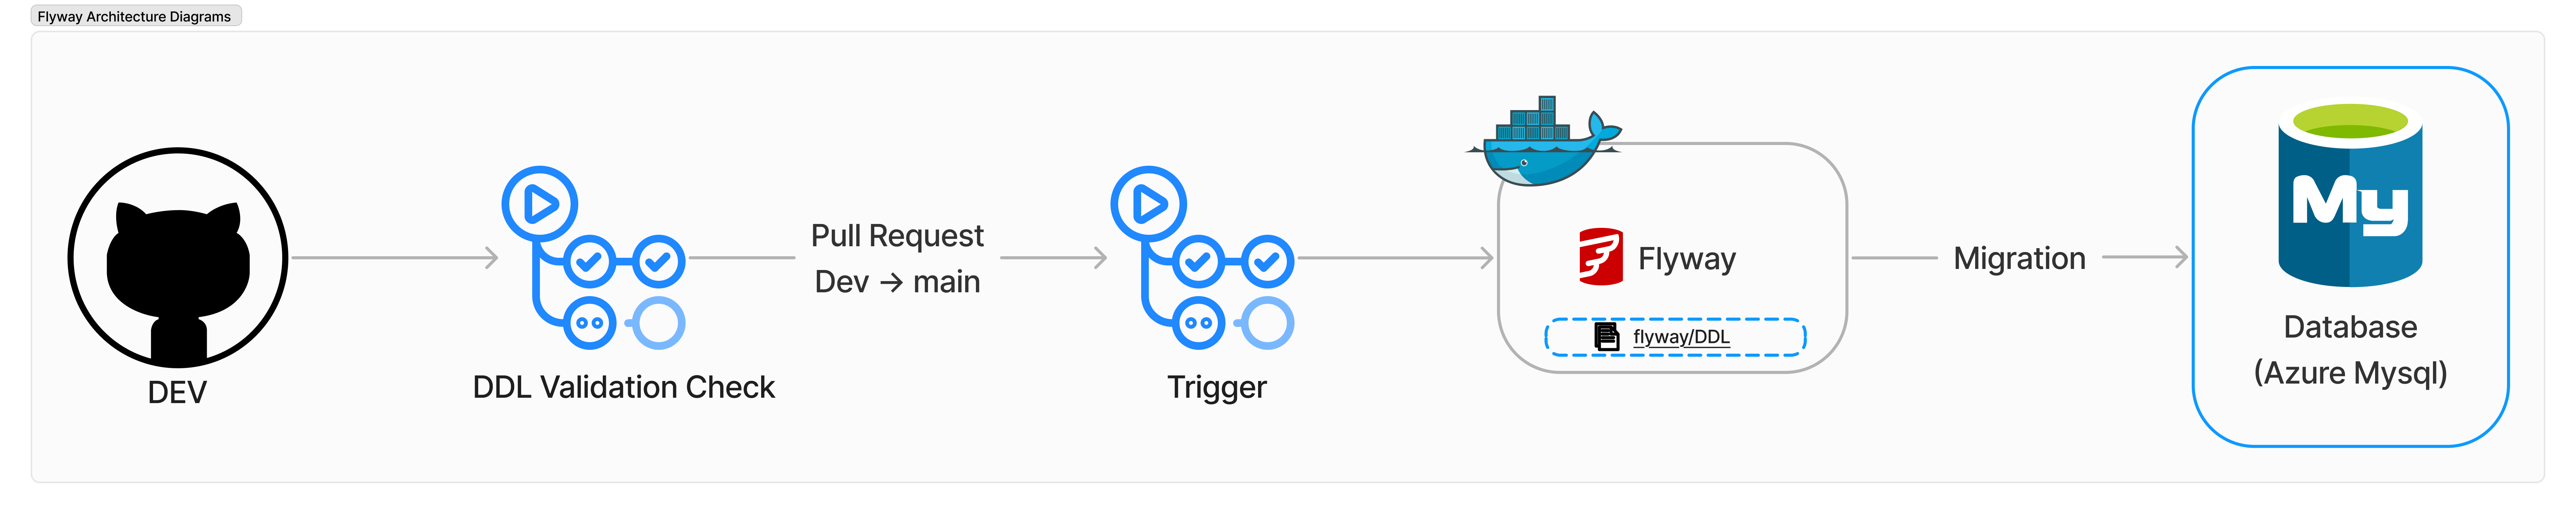 Flyway Architecture Diagrams
DEV
DDL Validation Check
Pull Request
Dev → main
Trigger
Flyway
flyway/DDL
Migration
My
Database
(Azure Mysql)